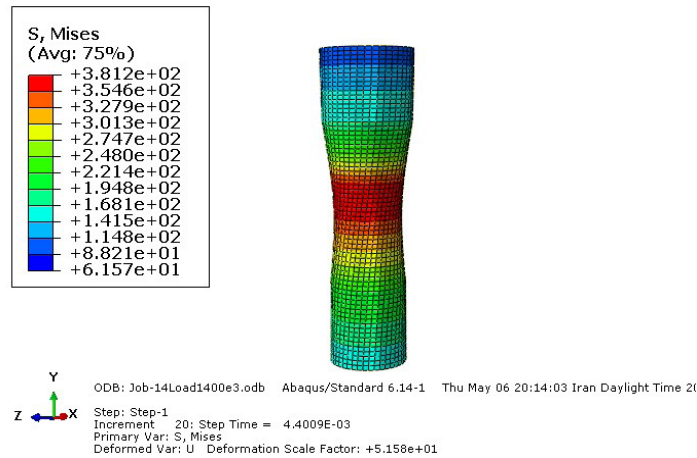 S, Mises
(Avg: 75%)
+3.812e+02
+3.546e+02
+3.279e+02
+3.013e+02
+2.747e+02
+2.480e+02
+2.214e+02
+1.948e+02
+1.681e+02
+1.415e+02
+1.148e+02
+8.821e+01
+6.157e+01
Y
Z X
ODB: Job-14Load1400e3.odb Abaqus/Standard 6.14-1 Thu May 06 20:14:03 Iran Daylight Time 20
Step: Step-1
Increment 20: Step Time = 4.4009E-03
Primary Var: S, Mises
Deformed Var: U Deformation Scale Factor: +5.158e+01